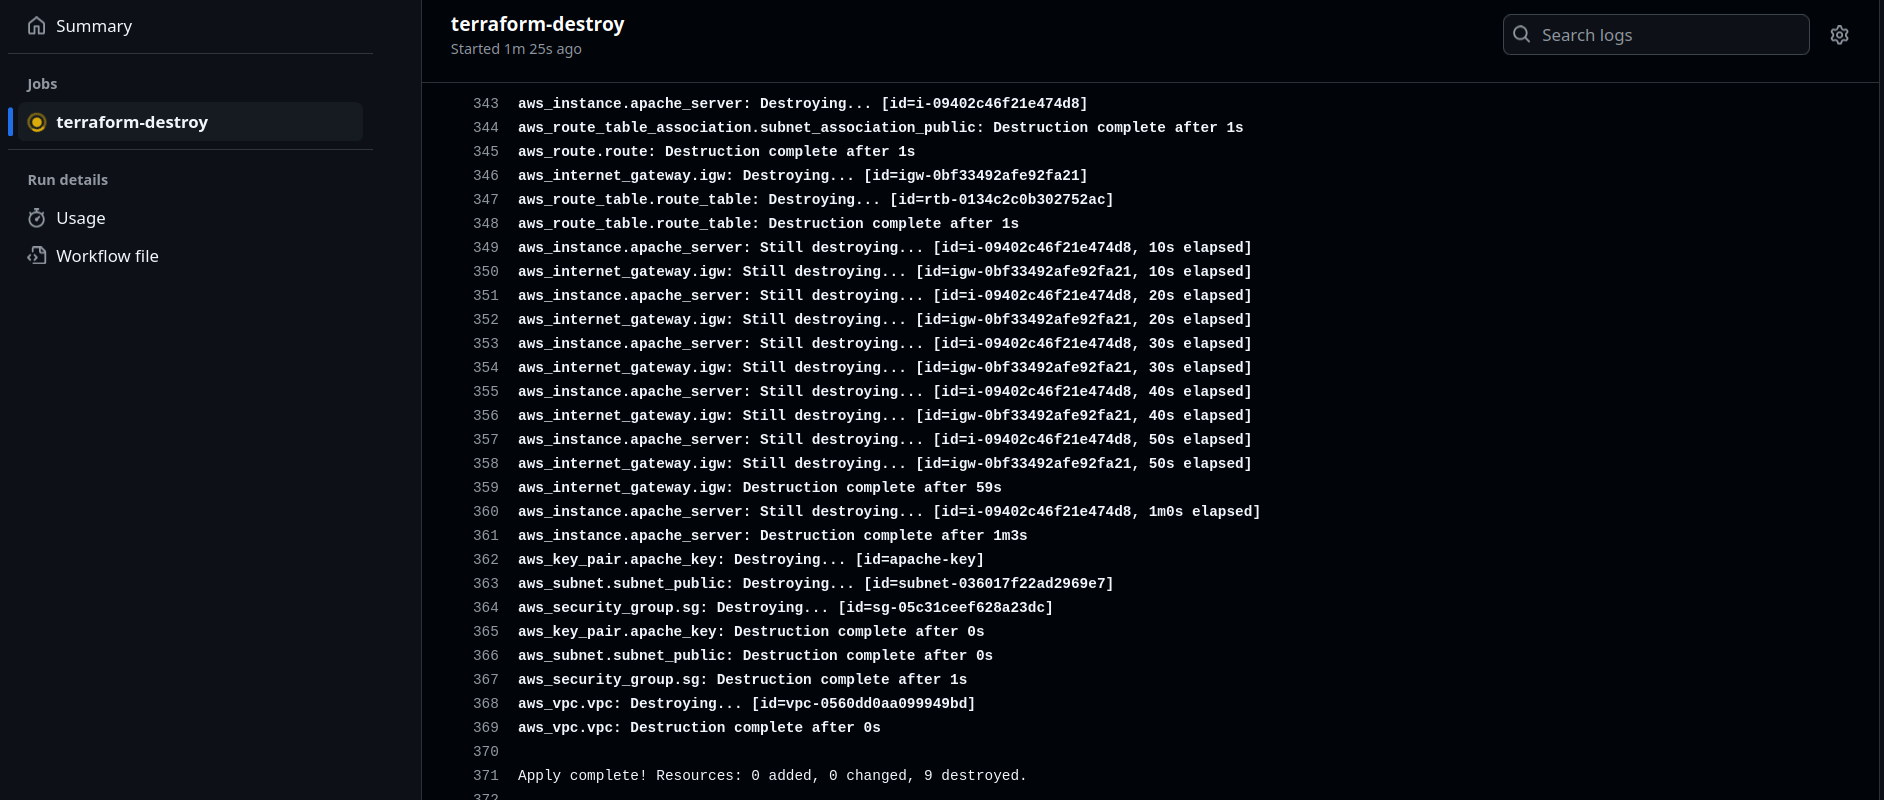 Summary
Jobs
terraform-destroy
Run details
Usage
Workflow file
terraform-destroy
Started 1m 25s ago
Search logs
343 aws_instance.apache_server: Destroying... [id=i-09402c46f21e474d8]
344 aws_route_table_association.subnet_association_public: Destruction complete after 1s
345 aws_route.route: Destruction complete after 1s
346 aws_internet_gateway.igw: Destroying... [id=igw-0bf33492afe92fa21]
347 aws_route_table.route_table: Destroying... [id=rtb-0134c2c0b302752ac]
348 aws_route_table.route_table: Destruction complete after 1s
349 aws_instance.apache_server: Still destroying... [id=i-09402c46f21e474d8, 10s elapsed]
350 aws_internet_gateway.igw: Still destroying... [id=igw-0bf33492afe92fa21, 10s elapsed]
351 aws_instance.apache_server: Still destroying... [id=i-09402c46f21e474d8, 20s elapsed]
352 aws_internet_gateway.igw: Still destroying... [id=igw-0bf33492afe92fa21, 20s elapsed]
353 aws_instance.apache_server: Still destroying... [id=i-09402c46f21e474d8, 30s elapsed]
354 aws_internet_gateway.igw: Still destroying... [id=igw-0bf33492afe92fa21, 30s elapsed]
355 aws_instance.apache_server: Still destroying... [id=i-09402c46f21e474d8, 40s elapsed]
356 aws_internet_gateway.igw: Still destroying... [id=igw-0bf33492afe92fa21, 40s elapsed]
357 aws_instance.apache_server: Still destroying... [id=i-09402c46f21e474d8, 50s elapsed]
358 aws_internet_gateway.igw: Still destroying... [id=igw-0bf33492afe92fa21, 50s elapsed]
359 aws_internet_gateway.igw: Destruction complete after 59s
360 aws_instance.apache_server: Still destroying... [id=i-09402c46f21e474d8, 1m0s elapsed]
361 aws_instance.apache_server: Destruction complete after 1m3s
362 aws_key_pair.apache_key: Destroying... [id=apache-key]
363 aws_subnet.subnet_public: Destroying... [id=subnet-036017f22ad2969e7]
364 aws_security_group.sg: Destroying... [id=sg-05c31ceef628a23dc]
365 aws_key_pair.apache_key: Destruction complete after 0s
366 aws_subnet.subnet_public: Destruction complete after 0s
367 aws_security_group.sg: Destruction complete after 1s
368 aws_vpc.vpc: Destroying... [id=vpc-0560dd0aa099949bd]
369 aws_vpc.vpc: Destruction complete after 0s
370
371 Apply complete! Resources: 0 added, 0 changed, 9 destroyed.
372